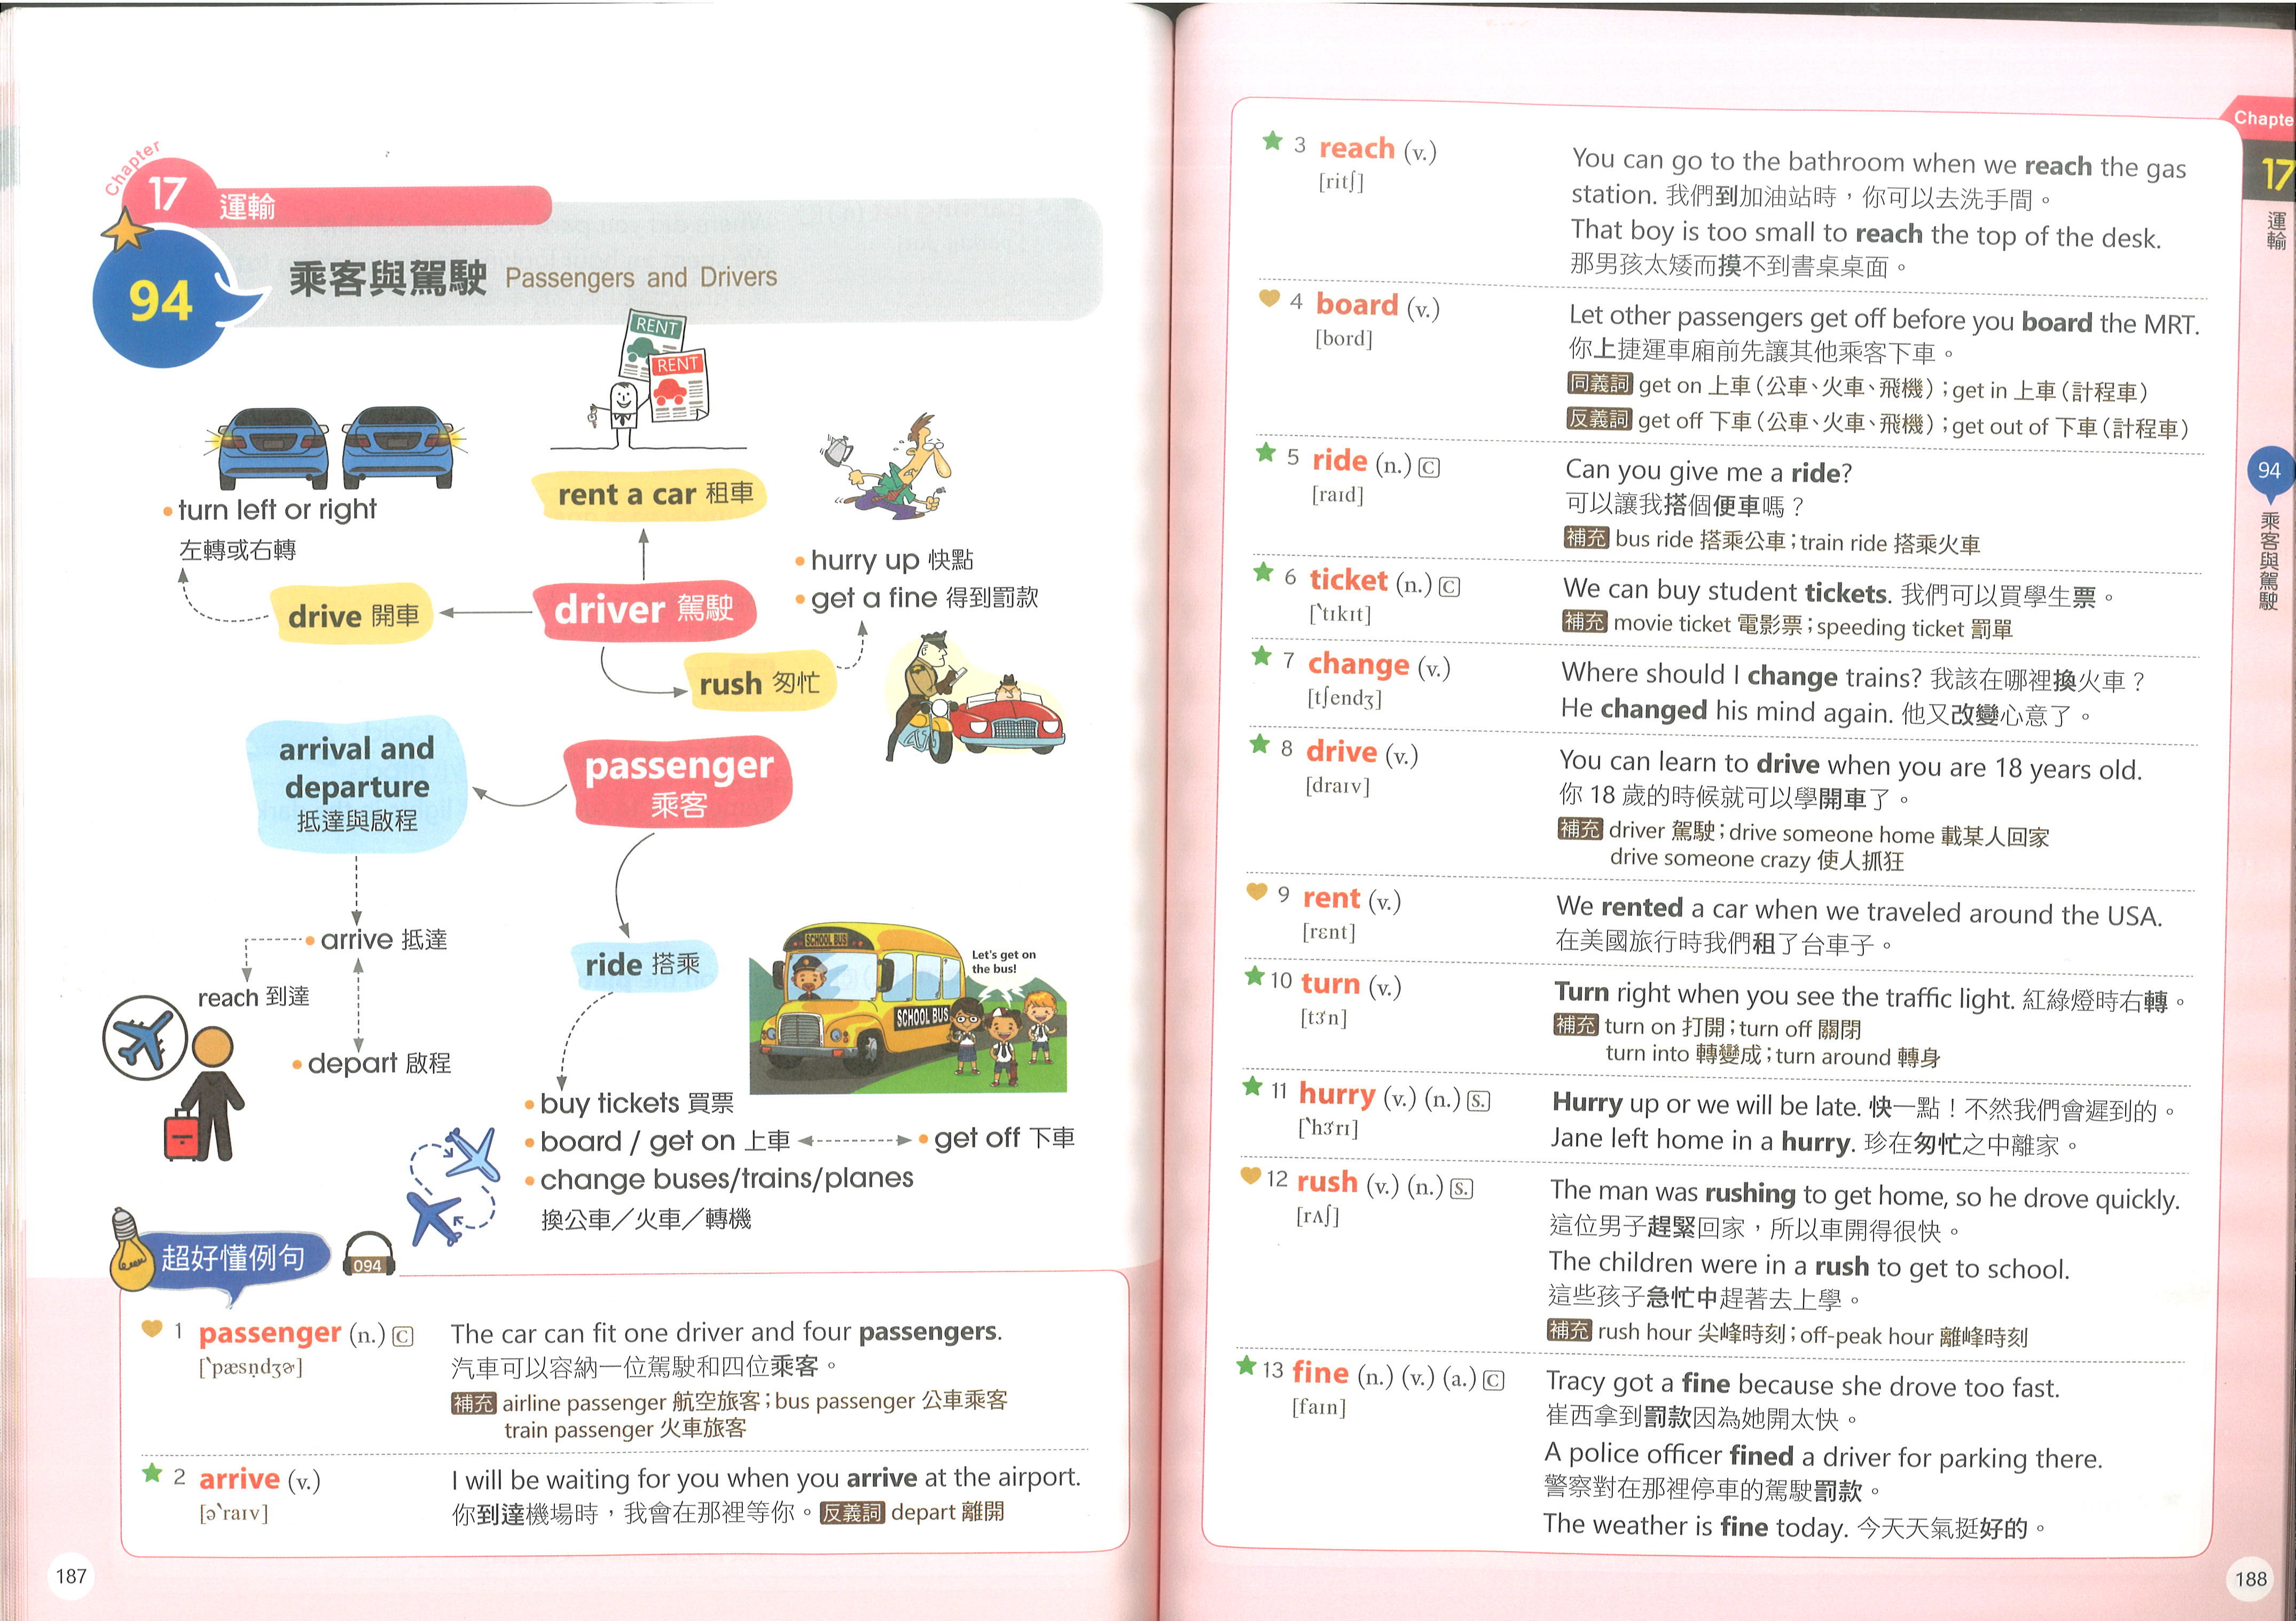 Chapter
17 運輸
94 乘客與駕駛 Passengers and Drivers
RENT
RENT
rent a car 租車
• turn left or right
左轉或右轉
• hurry up 快點
• get a fine 得到罰款
drive 開車
driver 駕駛
rush 匆忙
arrival and
departure
抵達與啟程
passenger
乘客
• arrive 抵達
reach 到達
• depart 啟程
ride 搭乘
SCHOOL BUS
Let's get on
the bus!
SCHOOL BUS
• buy tickets 買票
• board / get on 上車
• get off 下車
• change buses/trains/planes
換公車／火車／轉機
超好懂例句
094
1 passenger (n.) C
[ˋpæsṇdʒɚ]
The car can fit one driver and four passengers.
汽車可以容納一位駕駛和四位乘客。
補充 airline passenger 航空旅客；bus passenger 公車乘客
train passenger 火車旅客
2 arrive (v.)
[əˋraɪv]
I will be waiting for you when you arrive at the airport.
你到達機場時，我會在那裡等你。反義詞 depart 離開
187
3 reach (v.)
[ritʃ]
You can go to the bathroom when we reach the gas
station. 我們到加油站時，你可以去洗手間。
That boy is too small to reach the top of the desk.
那男孩太矮而摸不到書桌桌面。
4 board (v.)
[bord]
Let other passengers get off before you board the MRT.
你上捷運車廂前先讓其他乘客下車。
同義詞 get on 上車（公車、火車、飛機）；get in 上車（計程車）
反義詞 get off 下車（公車、火車、飛機）；get out of 下車（計程車）
5 ride (n.) C
[raɪd]
Can you give me a ride?
可以讓我搭個便車嗎？
補充 bus ride 搭乘公車；train ride 搭乘火車
6 ticket (n.) C
[ˋtɪkɪt]
We can buy student tickets. 我們可以買學生票。
補充 movie ticket 電影票；speeding ticket 罰單
7 change (v.)
[tʃendʒ]
Where should I change trains? 我該在哪裡換火車？
He changed his mind again. 他又改變心意了。
8 drive (v.)
[draɪv]
You can learn to drive when you are 18 years old.
你 18 歲的時候就可以學開車了。
補充 driver 駕駛；drive someone home 載某人回家
drive someone crazy 使人抓狂
9 rent (v.)
[rɛnt]
We rented a car when we traveled around the USA.
在美國旅行時我們租了台車子。
10 turn (v.)
[tɝn]
Turn right when you see the traffic light. 紅綠燈時右轉。
補充 turn on 打開；turn off 關閉
turn into 轉變成；turn around 轉身
11 hurry (v.) (n.) S.
[ˋhɝɪ]
Hurry up or we will be late. 快一點！不然我們會遲到的。
Jane left home in a hurry. 珍在匆忙之中離家。
12 rush (v.) (n.) S.
[rʌʃ]
The man was rushing to get home, so he drove quickly.
這位男子趕緊回家，所以車開得很快。
The children were in a rush to get to school.
這些孩子急忙中趕著去上學。
補充 rush hour 尖峰時刻；off-peak hour 離峰時刻
13 fine (n.) (v.) (a.) C
[faɪn]
Tracy got a fine because she drove too fast.
崔西拿到罰款因為她開太快。
A police officer fined a driver for parking there.
警察對在那裡停車的駕駛罰款。
The weather is fine today. 今天天氣挺好的。
Chapte
17
運輸
94
乘客與駕駛
188